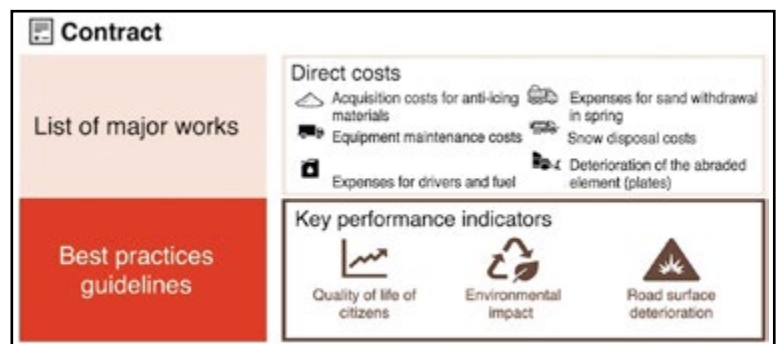 Contract
List of major works
Direct costs
Acquisition costs for anti-icing
materials
Equipment maintenance costs
Expenses for drivers and fuel
Expenses for sand withdrawal
in spring
Snow disposal costs
Deterioration of the abraded
element (plates)
Best practices
guidelines
Key performance indicators
Quality of life of
citizens
Environmental
impact
Road surface
deterioration